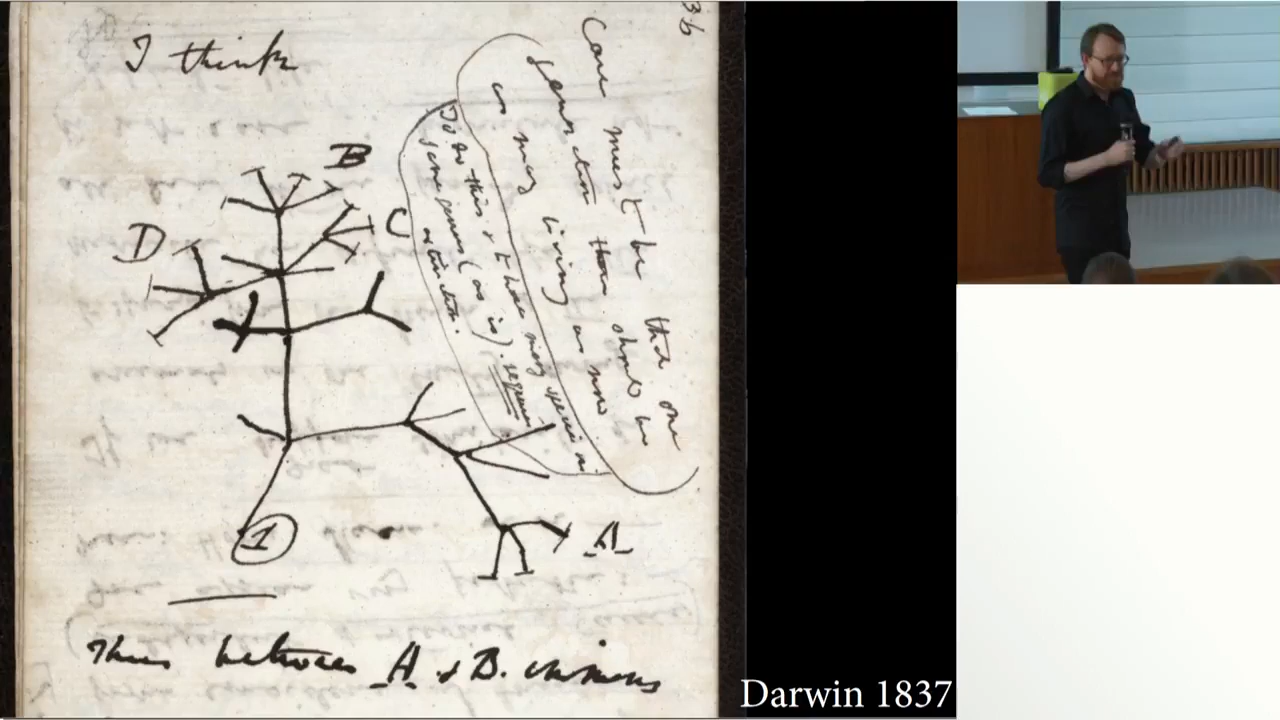 36
I think
Case must be that one
generation then should be
as many living as now
To do this & to have many species in
same genus (as is). requires
extinction.
B
C
D
1
A
Thus between A & B. immens
Darwin 1837